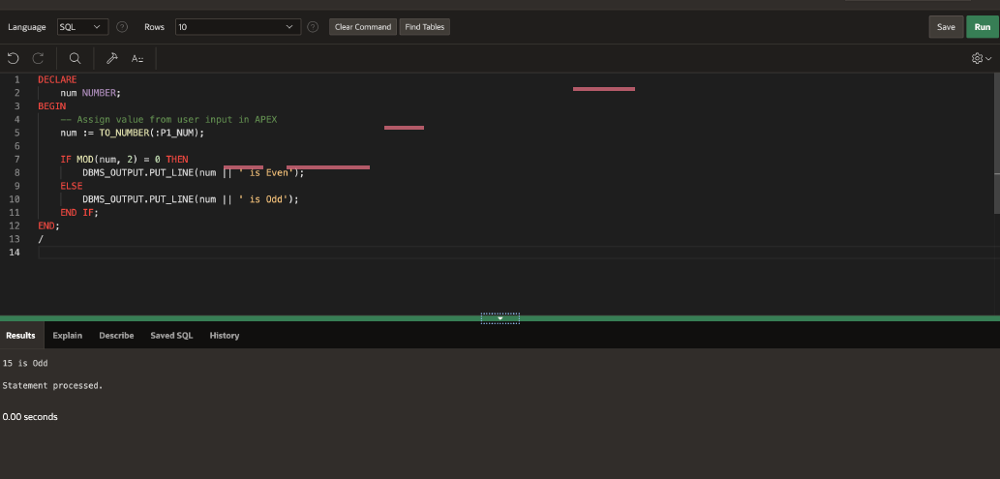 Language SQL Rows 10 Clear Command Find Tables Save Run
A::
1 DECLARE
2 num NUMBER;
3 BEGIN
4 -- Assign value from user input in APEX
5 num := TO_NUMBER(:P1_NUM);
6
7 IF MOD(num, 2) = 0 THEN
8 DBMS_OUTPUT.PUT_LINE(num || ' is Even');
9 ELSE
10 DBMS_OUTPUT.PUT_LINE(num || ' is Odd');
11 END IF;
12 END;
13 /
14
Results Explain Describe Saved SQL History
15 is Odd
Statement processed.
0.00 seconds